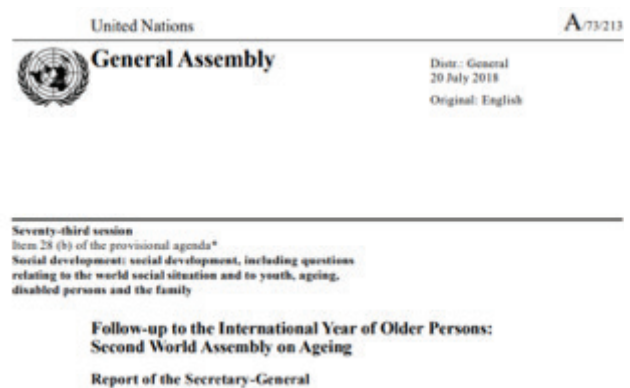 United Nations A/73/213
General Assembly
Distr.: General
20 July 2018
Original: English
Seventy-third session
Item 28 (b) of the provisional agenda*
Social development: social development, including questions
relating to the world social situation and to youth, ageing,
disabled persons and the family
Follow-up to the International Year of Older Persons:
Second World Assembly on Ageing
Report of the Secretary-General